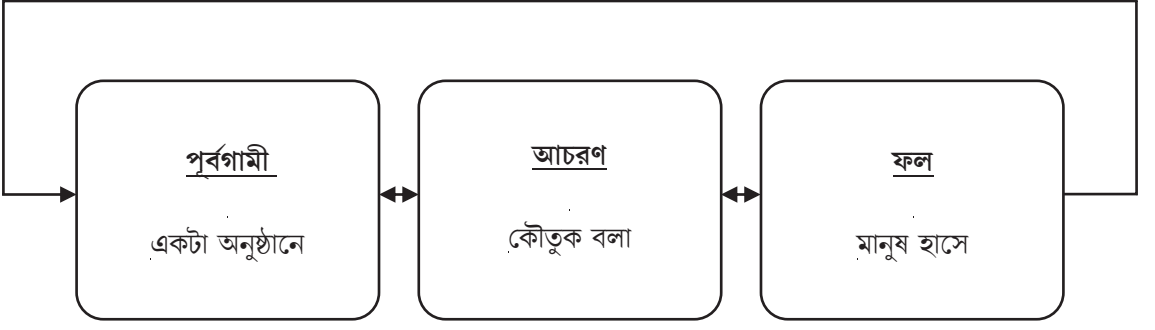 পূর্বগামী
একটা অনুষ্ঠানে
আচরণ
কৌতুক বলা
ফল
মানুষ হাসে